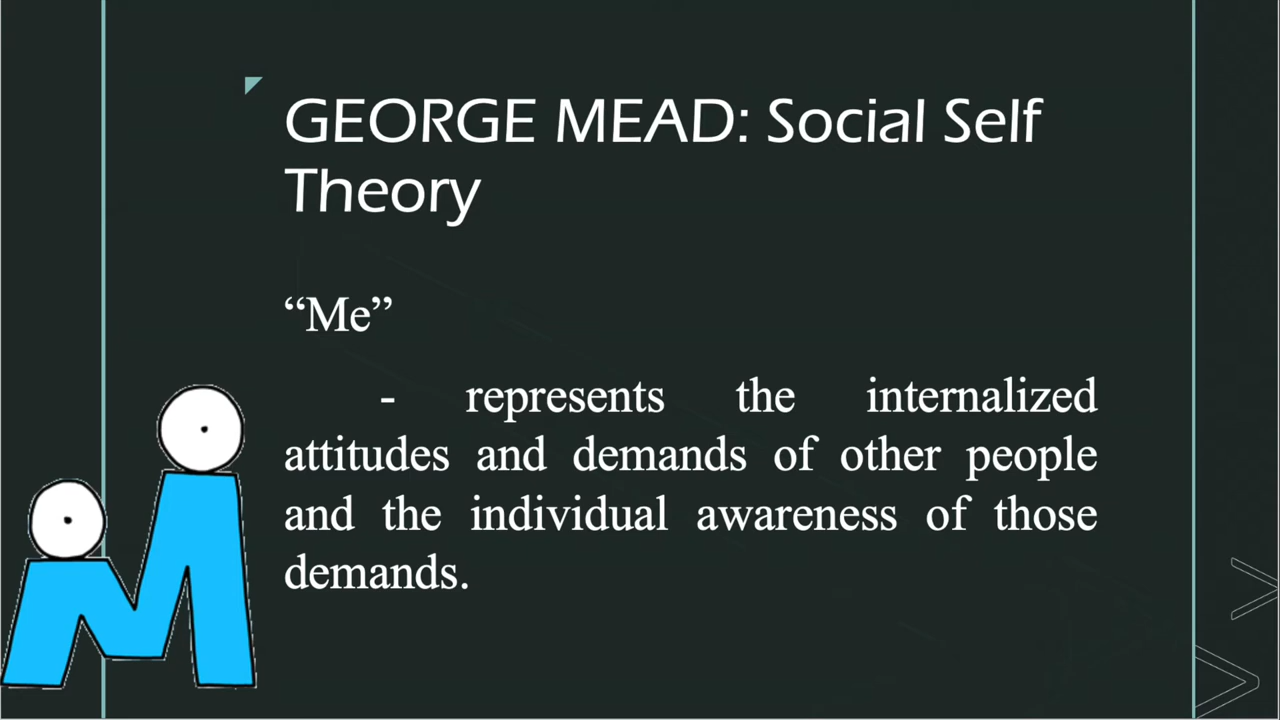 GEORGE MEAD: Social Self
Theory
“Me”
- represents the internalized
attitudes and demands of other people
and the individual awareness of those
demands.